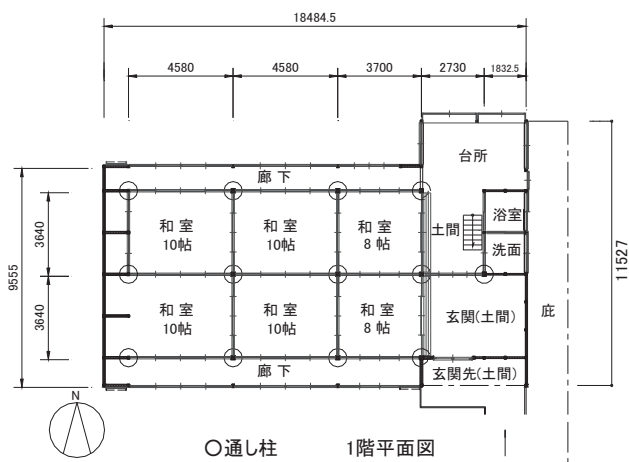 18484.5
4580 4580 3700 2730 1832.5
台所
廊 下
和 室
10帖
和 室
10帖
和 室
8 帖
土間
浴室
洗面
3640
3640
9555
11527
和 室
10帖
和 室
10帖
和 室
8 帖
玄関(土間)
庇
廊 下
玄関先(土間)
N
〇通し柱 1階平面図